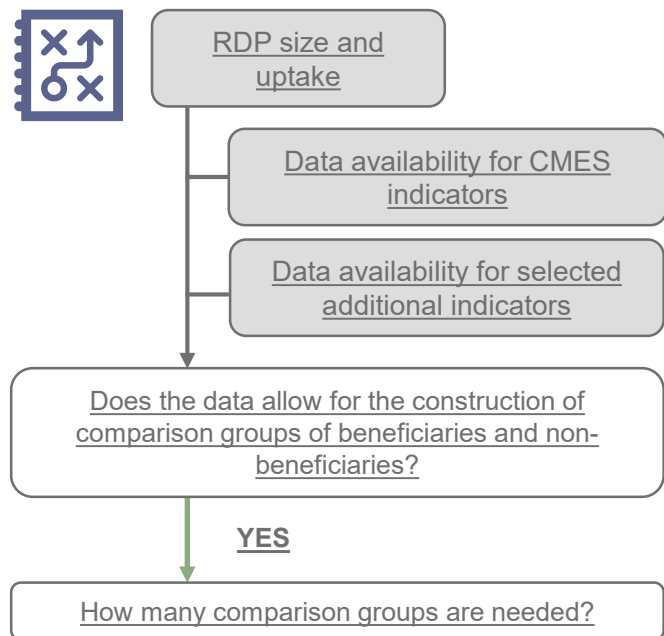 RDP size and
uptake
Data availability for CMES
indicators
Data availability for selected
additional indicators
Does the data allow for the construction of
comparison groups of beneficiaries and non-
beneficiaries?
YES
How many comparison groups are needed?